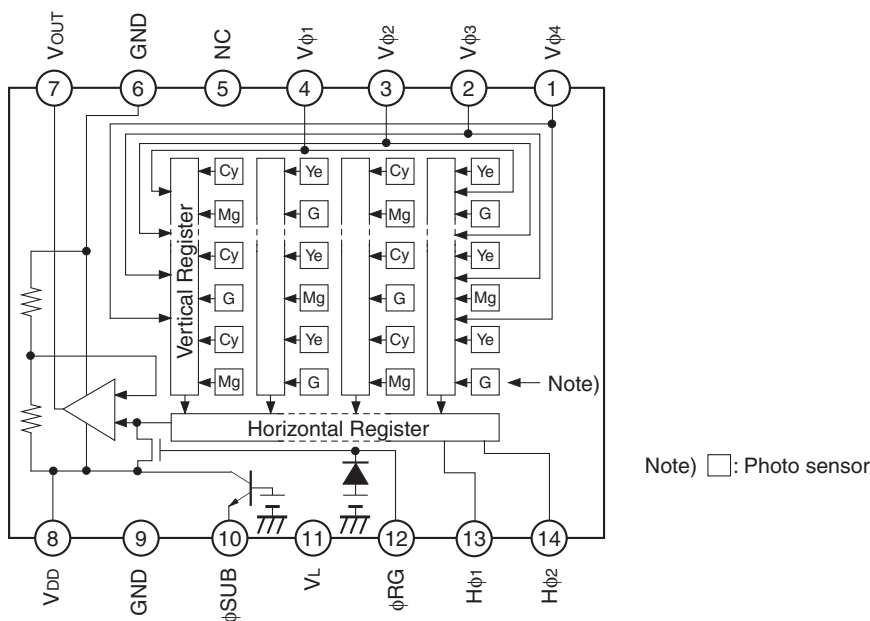 VOUT GND NC Vϕ1 Vϕ2 Vϕ3 Vϕ4
7 6 5 4 3 2 1
Cy Ye Cy Ye
Mg G Mg G
Cy Ye Cy Ye
G Mg G Mg
Cy Ye Cy Ye
Mg G Mg G
Vertical Register
Note)
Horizontal Register
Note) : Photo sensor
8 9 10 11 12 13 14
VDD GND ϕSUB VL ϕRG Hϕ1 Hϕ2